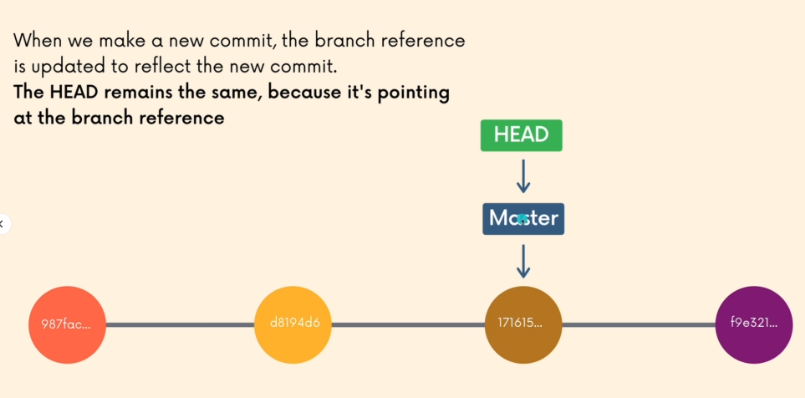 When we make a new commit, the branch reference
is updated to reflect the new commit.
The HEAD remains the same, because it's pointing
at the branch reference
HEAD
Master
987fac...
d8194d6
171615...
f9e321...